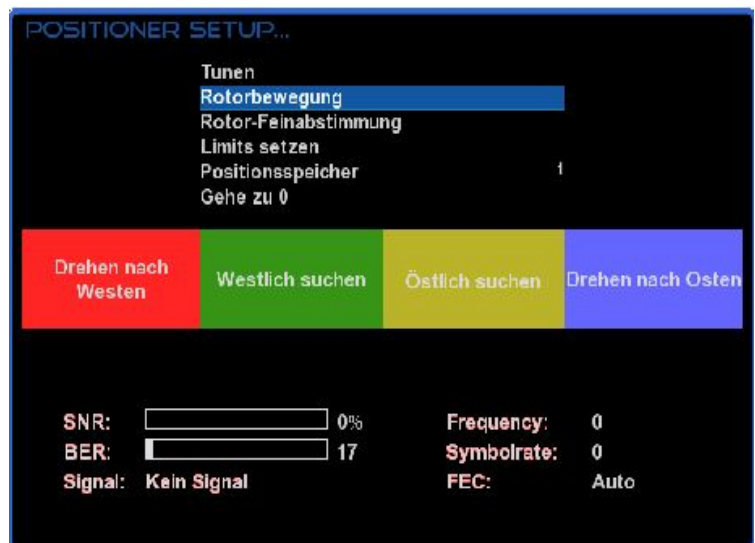 POSITIONER SETUP...
Tunen
Rotorbewegung
Rotor-Feinabstimmung
Limits setzen
Positionsspeicher 1
Gehe zu 0
Drehen nach Westen
Westlich suchen
Östlich suchen
Drehen nach Osten
SNR: 0% Frequency: 0
BER: 17 Symbolrate: 0
Signal: Kein Signal FEC: Auto